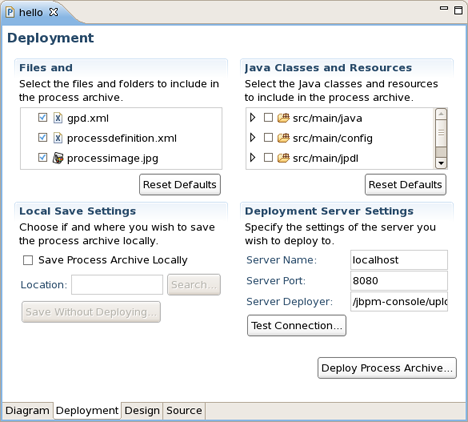 hello
Deployment
Files and
Select the files and folders to include in
the process archive.
gpd.xml
processdefinition.xml
processimage.jpg
Reset Defaults
Java Classes and Resources
Select the Java classes and resources
to include in the process archive.
src/main/java
src/main/config
src/main/jpdl
Reset Defaults
Local Save Settings
Choose if and where you wish to save
the process archive locally.
Save Process Archive Locally
Location:
Search...
Save Without Deploying...
Deployment Server Settings
Specify the settings of the server you
wish to deploy to.
Server Name: localhost
Server Port: 8080
Server Deployer: /jbpm-console/uplo
Test Connection...
Deploy Process Archive...
Diagram Deployment Design Source